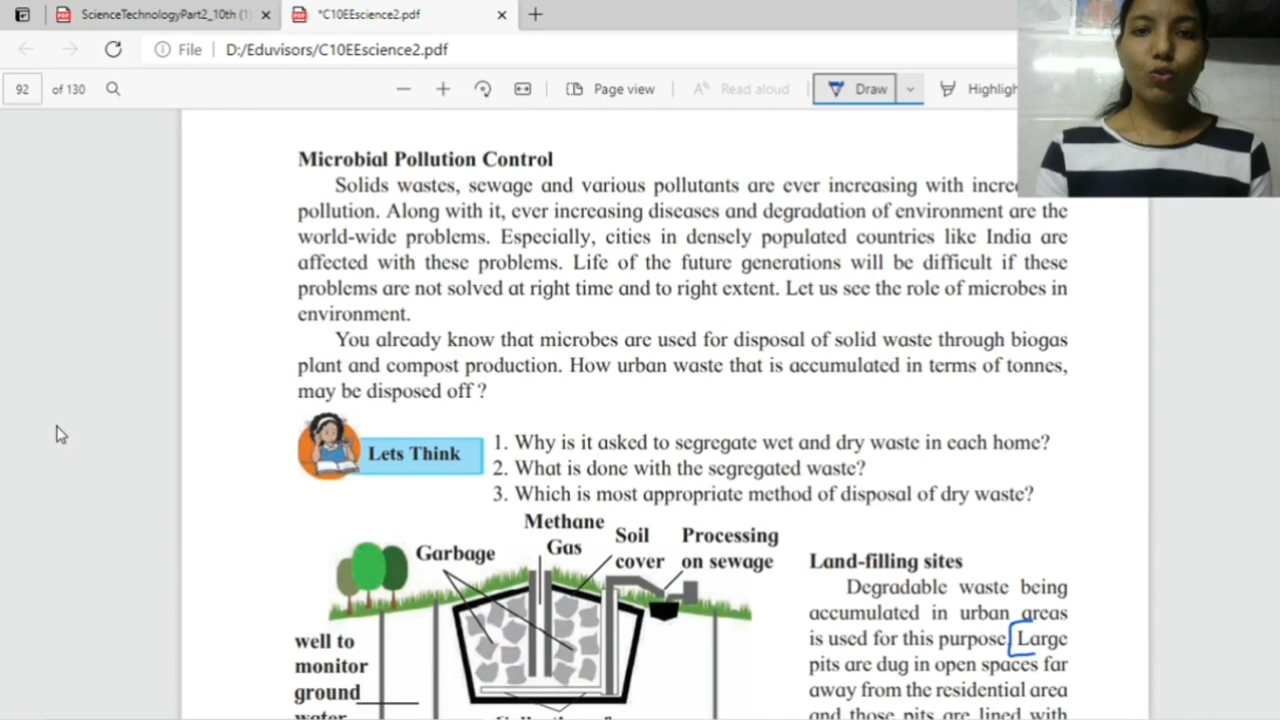 ScienceTechnologyPart2_10th (1)
*C10EEscience2.pdf
File D:/Eduvisors/C10EEscience2.pdf
92 of 130 Page view Read aloud Draw Highligh
Microbial Pollution Control
Solids wastes, sewage and various pollutants are ever increasing with incre
pollution. Along with it, ever increasing diseases and degradation of environment are the
world-wide problems. Especially, cities in densely populated countries like India are
affected with these problems. Life of the future generations will be difficult if these
problems are not solved at right time and to right extent. Let us see the role of microbes in
environment.
You already know that microbes are used for disposal of solid waste through biogas
plant and compost production. How urban waste that is accumulated in terms of tonnes,
may be disposed off ?
Lets Think
1. Why is it asked to segregate wet and dry waste in each home?
2. What is done with the segregated waste?
3. Which is most appropriate method of disposal of dry waste?
Methane
Gas
Soil
cover
Processing
on sewage
Garbage
well to
monitor
ground
water
Land-filling sites
Degradable waste being
accumulated in urban areas
is used for this purpose. Large
pits are dug in open spaces far
away from the residential area
and those pits are lined with